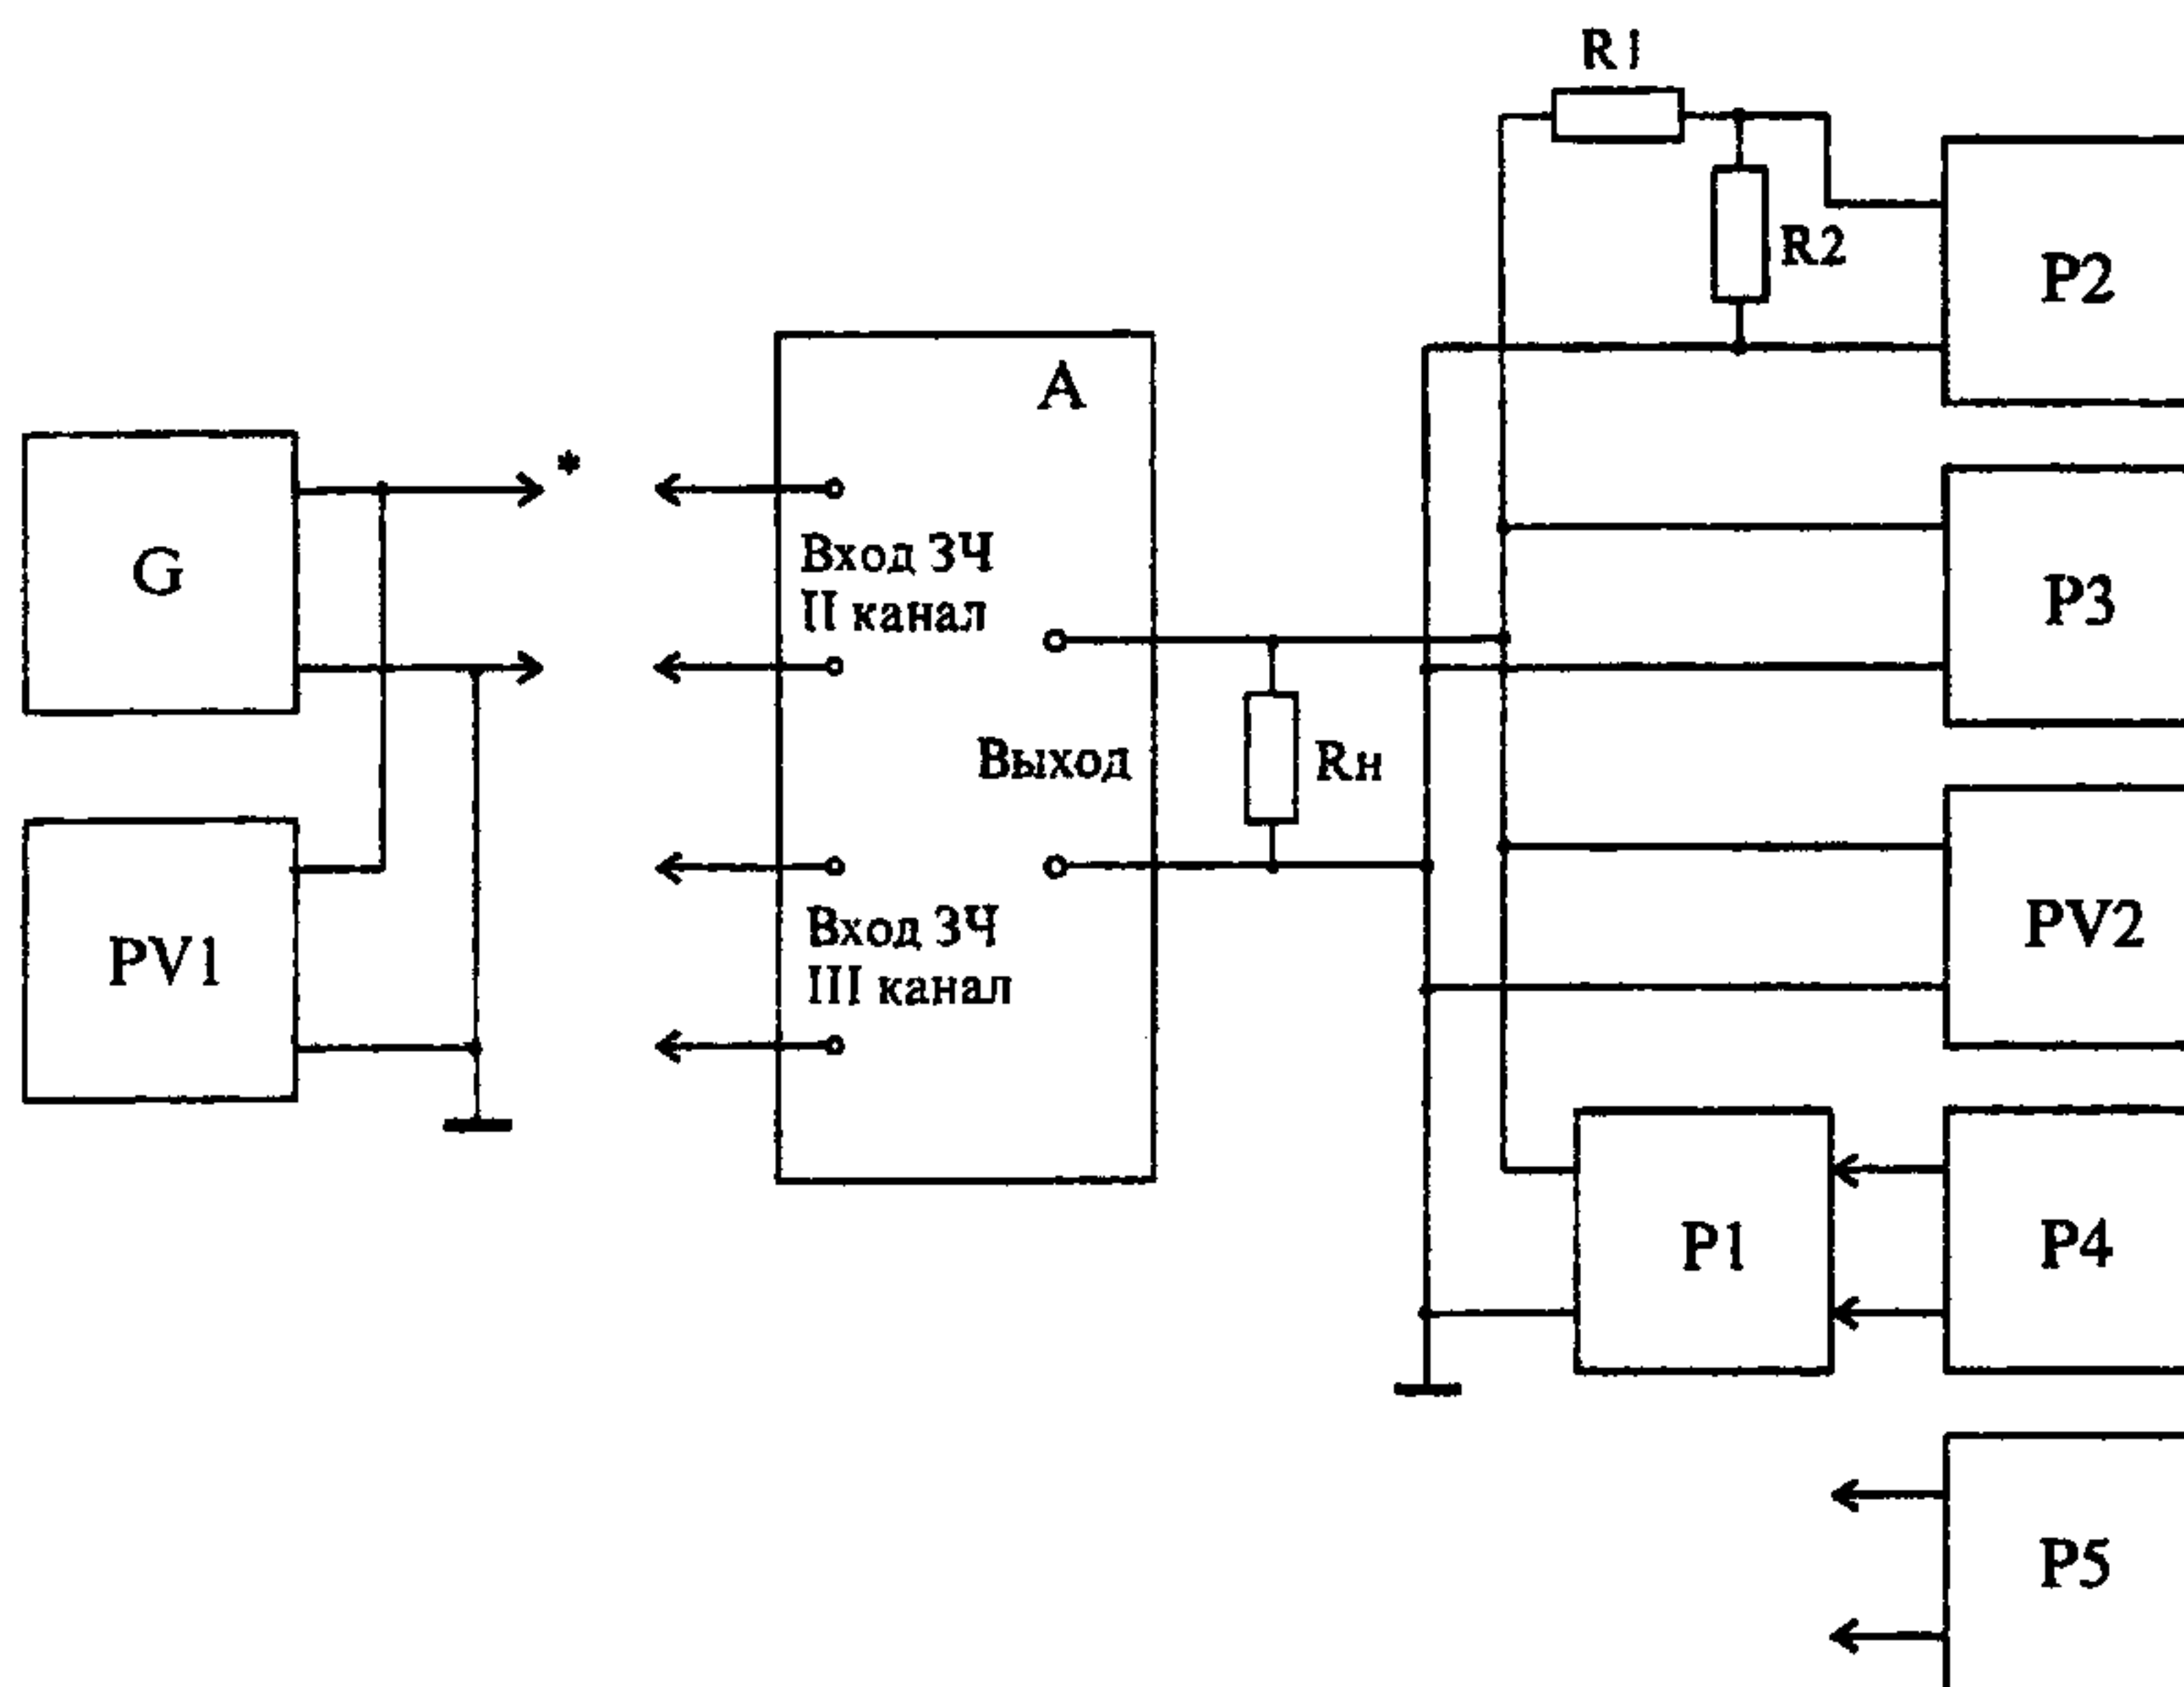 R1
P2
R2
A
*
G
Вход ЗЧ
II канал
P3
Выход
Rн
PV1
Вход ЗЧ
III канал
PV2
P1
P4
P5